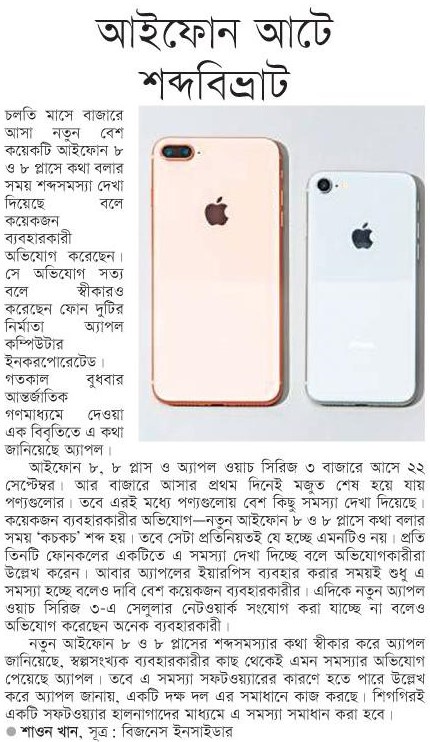 আইফোন আটে
শব্দবিভ্রাট
চলতি মাসে বাজারে
আসা নতুন বেশ
কয়েকটি আইফোন ৮
ও ৮ প্লাসে কথা বলার
সময় শব্দসমস্যা দেখা
দিয়েছে বলে
কয়েকজন
ব্যবহারকারী
অভিযোগ করেছেন।
সে অভিযোগ সত্য
বলে স্বীকারও
করেছেন ফোন দুটির
নির্মাতা অ্যাপল
কম্পিউটার
ইনকরপোরেটেড।
গতকাল বুধবার
আন্তর্জাতিক
গণমাধ্যমে দেওয়া
এক বিবৃতিতে এ কথা
জানিয়েছে অ্যাপল।
আইফোন ৮, ৮ প্লাস ও অ্যাপল ওয়াচ সিরিজ ৩ বাজারে আসে ২২
সেপ্টেম্বর। আর বাজারে আসার প্রথম দিনেই মজুত শেষ হয়ে যায়
পণ্যগুলোর। তবে এরই মধ্যে পণ্যগুলোয় বেশ কিছু সমস্যা দেখা দিয়েছে।
কয়েকজন ব্যবহারকারীর অভিযোগ—নতুন আইফোন ৮ ও ৮ প্লাসে কথা বলার
সময় ‘কচকচ’ শব্দ হয়। তবে সেটা প্রতিনিয়তই যে হচ্ছে এমনটিও নয়। প্রতি
তিনটি ফোনকলের একটিতে এ সমস্যা দেখা দিচ্ছে বলে অভিযোগকারীরা
উল্লেখ করেন। আবার অ্যাপলের ইয়ারপিস ব্যবহার করার সময়ই শুধু এ
সমস্যা হচ্ছে বলেও দাবি বেশ কয়েকজন ব্যবহারকারীর। এদিকে নতুন অ্যাপল
ওয়াচ সিরিজ ৩-এ সেলুলার নেটওয়ার্ক সংযোগ করা যাচ্ছে না বলেও
অভিযোগ করেছেন অনেক ব্যবহারকারী।
নতুন আইফোন ৮ ও ৮ প্লাসের শব্দসমস্যার কথা স্বীকার করে অ্যাপল
জানিয়েছে, স্বল্পসংখ্যক ব্যবহারকারীর কাছ থেকেই এমন সমস্যার অভিযোগ
পেয়েছে অ্যাপল। তবে এ সমস্যা সফটওয়্যারের কারণে হতে পারে উল্লেখ
করে অ্যাপল জানায়, একটি দক্ষ দল এর সমাধানে কাজ করছে। শিগগিরই
একটি সফটওয়্যার হালনাগাদের মাধ্যমে এ সমস্যা সমাধান করা হবে।
● শাওন খান, সূত্র : বিজনেস ইনসাইডার